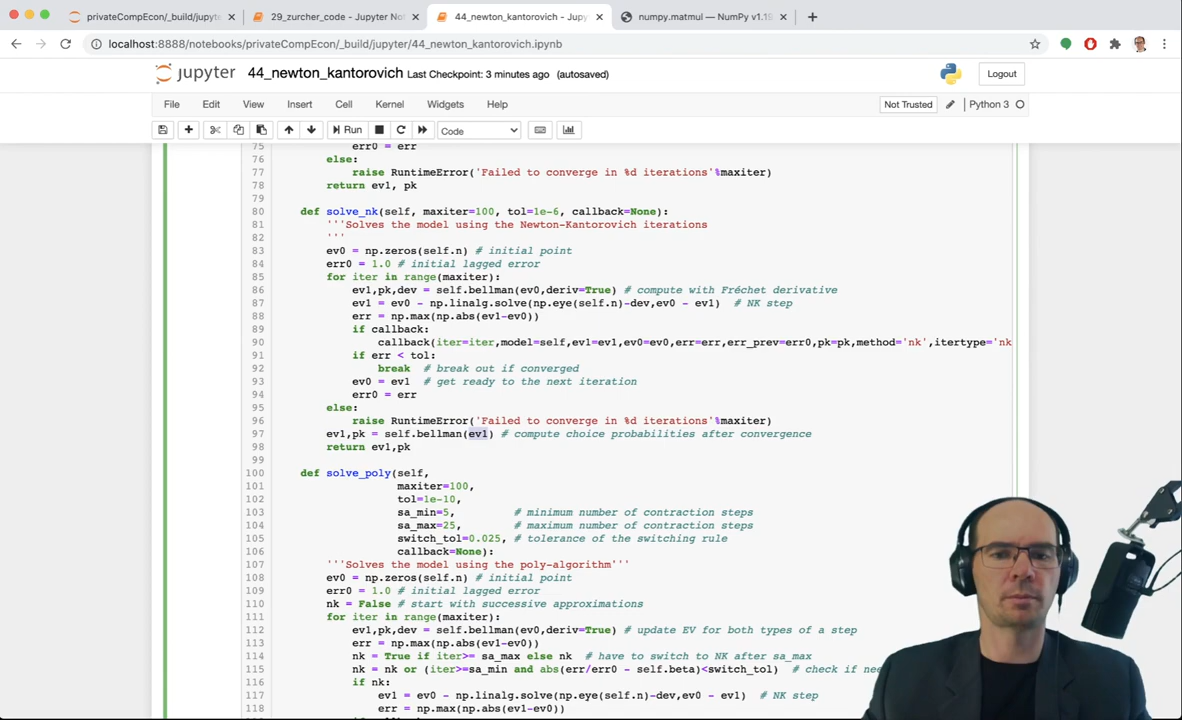 privateCompEcon/_build/jupyte
29_zurcher_code - Jupyter No
44_newton_kantorovich - Jupy
numpy.matmul — NumPy v1.1
localhost:8888/notebooks/privateCompEcon/_build/jupyter/44_newton_kantorovich.ipynb
jupyter 44_newton_kantorovich Last Checkpoint: 3 minutes ago (autosaved)
Logout
File Edit View Insert Cell Kernel Widgets Help
Not Trusted
Python 3
Run
Code
75 err0 = err
76 else:
77 raise RuntimeError('Failed to converge in %d iterations'%maxiter)
78 return ev1, pk
79
80 def solve_nk(self, maxiter=100, tol=1e-6, callback=None):
81 '''Solves the model using the Newton-Kantorovich iterations
82 '''
83 ev0 = np.zeros(self.n) # initial point
84 err0 = 1.0 # initial lagged error
85 for iter in range(maxiter):
86 ev1,pk,dev = self.bellman(ev0,deriv=True) # compute with Fréchet derivative
87 ev1 = ev0 - np.linalg.solve(np.eye(self.n)-dev,ev0 - ev1) # NK step
88 err = np.max(np.abs(ev1-ev0))
89 if callback:
90 callback(iter=iter,model=self,ev1=ev1,ev0=ev0,err=err,err_prev=err0,pk=pk,method='nk',itertype='nk
91 if err < tol:
92 break # break out if converged
93 ev0 = ev1 # get ready to the next iteration
94 err0 = err
95 else:
96 raise RuntimeError('Failed to converge in %d iterations'%maxiter)
97 ev1,pk = self.bellman(ev1) # compute choice probabilities after convergence
98 return ev1,pk
99
100 def solve_poly(self,
101 maxiter=100,
102 tol=1e-10,
103 sa_min=5, # minimum number of contraction steps
104 sa_max=25, # maximum number of contraction steps
105 switch_tol=0.025, # tolerance of the switching rule
106 callback=None):
107 '''Solves the model using the poly-algorithm'''
108 ev0 = np.zeros(self.n) # initial point
109 err0 = 1.0 # initial lagged error
110 nk = False # start with successive approximations
111 for iter in range(maxiter):
112 ev1,pk,dev = self.bellman(ev0,deriv=True) # update EV for both types of a step
113 err = np.max(np.abs(ev1-ev0))
114 nk = True if iter>= sa_max else nk # have to switch to NK after sa_max
115 nk = nk or (iter>=sa_min and abs(err/err0 - self.beta)<switch_tol) # check if nee
116 if nk:
117 ev1 = ev0 - np.linalg.solve(np.eye(self.n)-dev,ev0 - ev1) # NK step
118 err = np.max(np.abs(ev1-ev0))